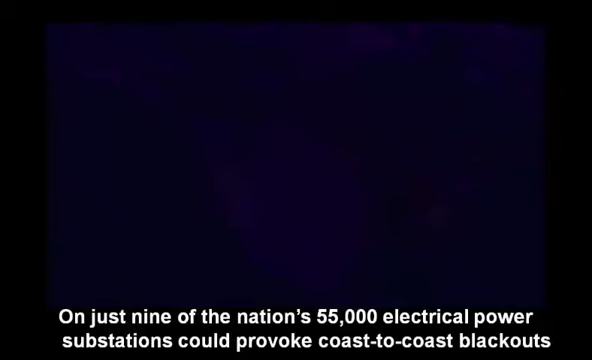 On just nine of the nation's 55,000 electrical power
substations could provoke coast-to-coast blackouts